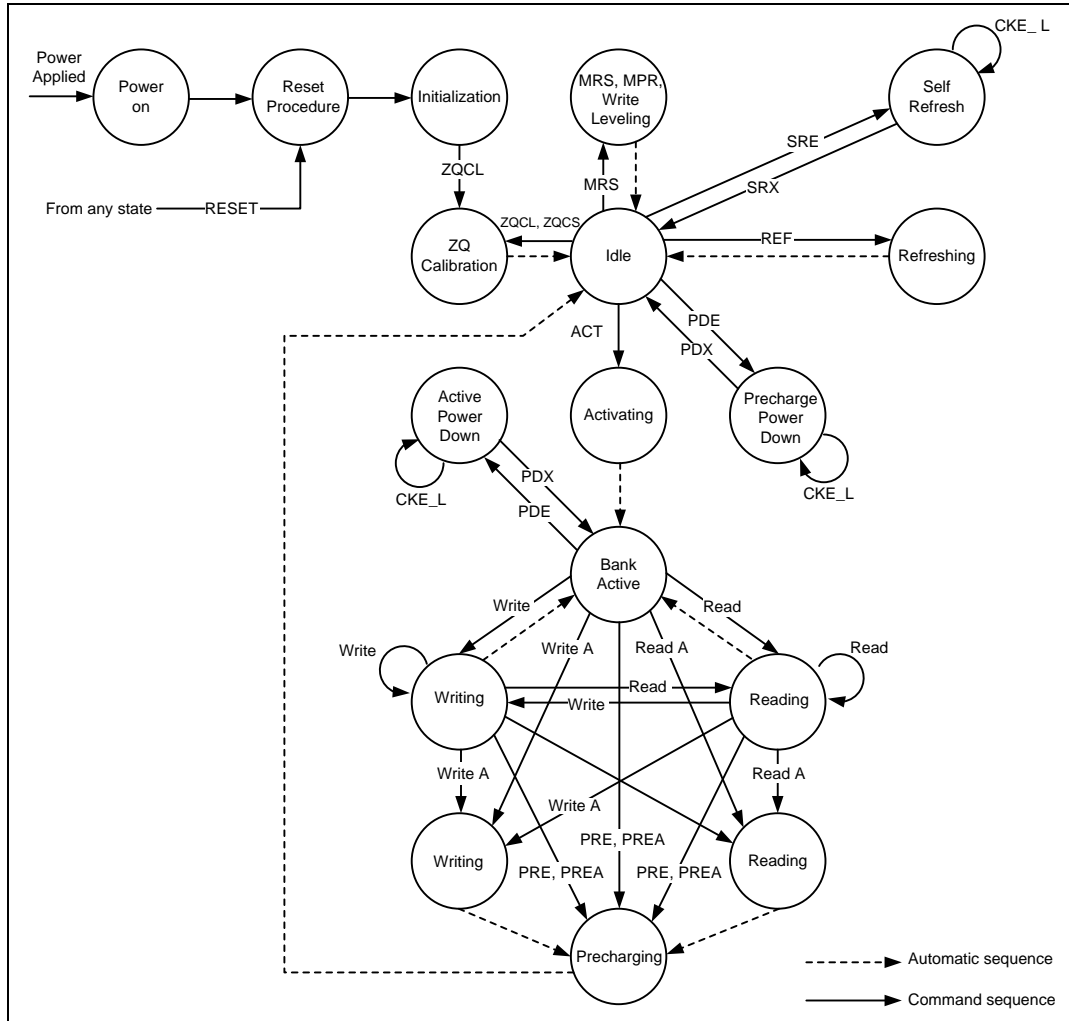 CKE_ L
Power
Applied
Power
on
Reset
Procedure
Initialization
MRS, MPR,
Write
Leveling
Self
Refresh
SRE
ZQCL
MRS
SRX
From any state
RESET
ZQCL, ZQCS
REF
ZQ
Calibration
Idle
Refreshing
PDE
ACT
PDX
Active
Power
Down
Activating
Precharge
Power
Down
PDX
CKE_L
CKE_L
PDE
Bank
Active
Write
Read
Write
Write A
Read A
Read
Writing
Read
Reading
Write
Write A
Read A
Write A
Writing
PRE, PREA
Reading
PRE, PREA
PRE, PREA
Precharging
Automatic sequence
Command sequence